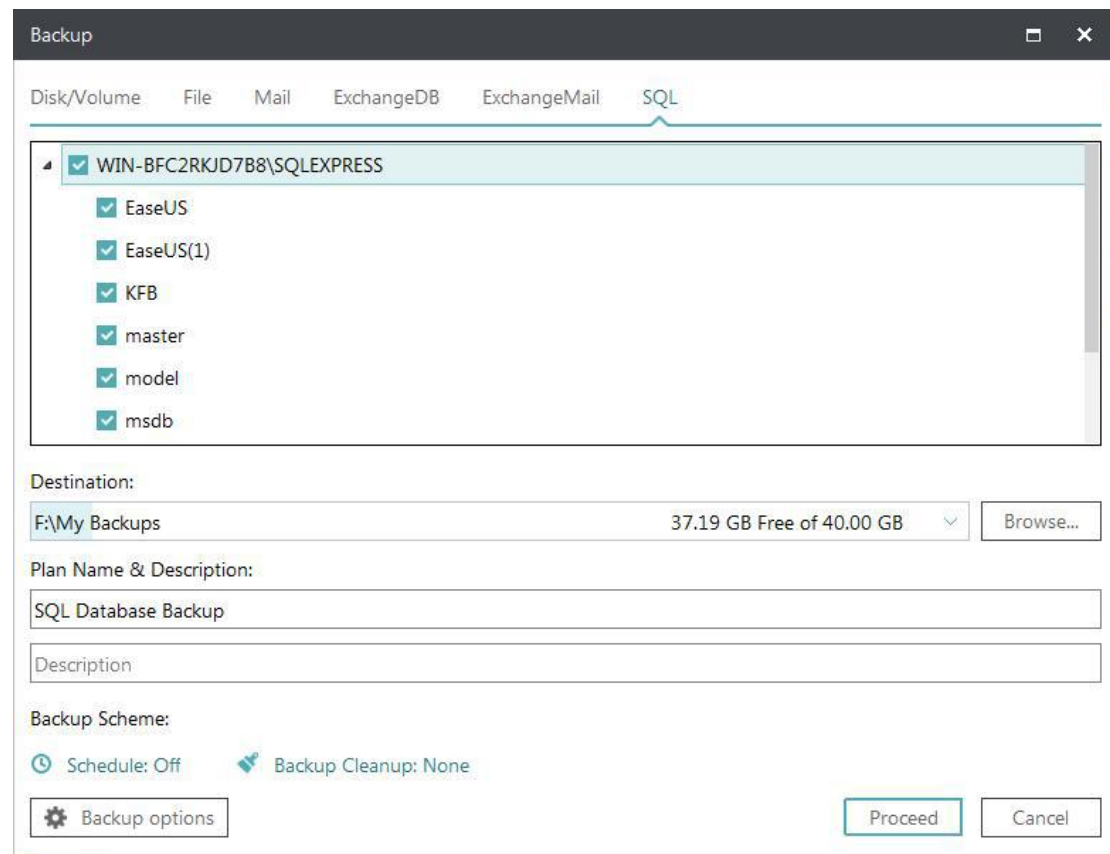 Backup
Disk/Volume File Mail ExchangeDB ExchangeMail SQL
WIN-BFC2RKJD7B8\SQLEXPRESS
EaseUS
EaseUS(1)
KFB
master
model
msdb
Destination:
F:\My Backups 37.19 GB Free of 40.00 GB Browse...
Plan Name & Description:
SQL Database Backup
Description
Backup Scheme:
Schedule: Off Backup Cleanup: None
Backup options Proceed Cancel